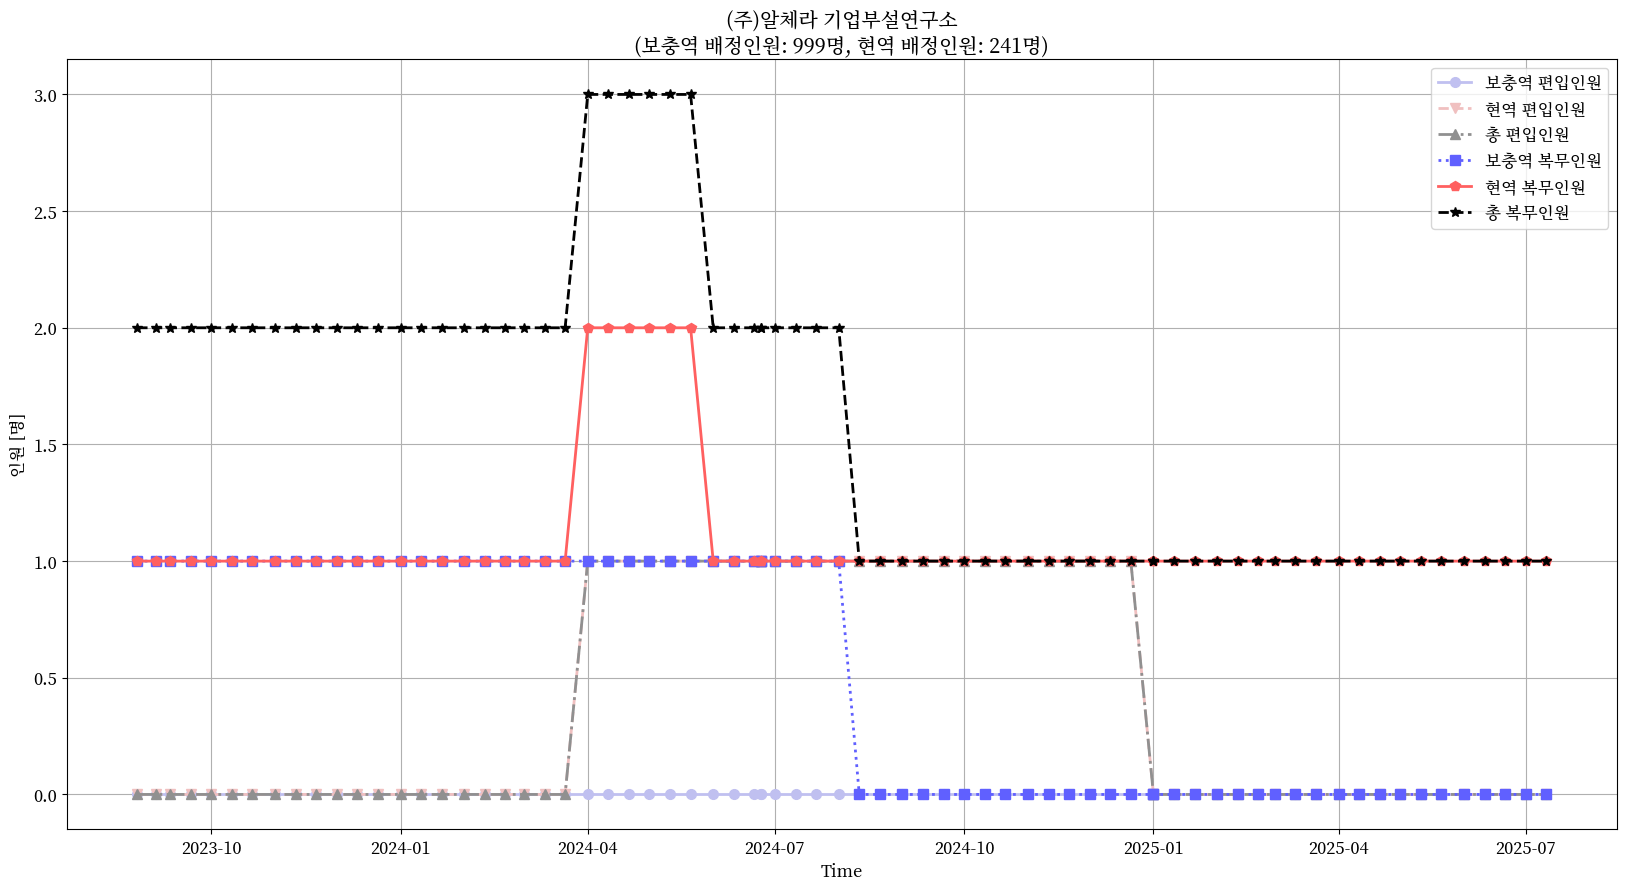 (주)알체라 기업부설연구소
(보충역 배정인원: 999명, 현역 배정인원: 241명)
보충역 편입인원
현역 편입인원
총 편입인원
보충역 복무인원
현역 복무인원
총 복무인원
인원 [명]
3.0
2.5
2.0
1.5
1.0
0.5
0.0
2023-10
2024-01
2024-04
2024-07
2024-10
2025-01
2025-04
2025-07
Time